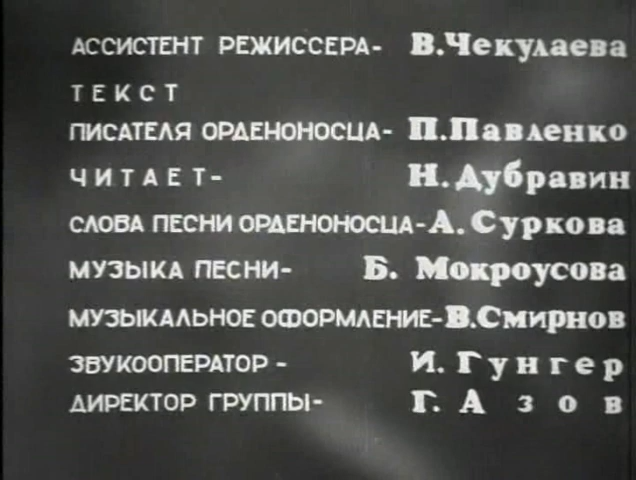 АССИСТЕНТ РЕЖИССЕРА- В.Чекулаева
ТЕКСТ
ПИСАТЕЛЯ ОРДЕНОНОСЦА- П.Павленко
ЧИТАЕТ- Н.Дубравин
СЛОВА ПЕСНИ ОРДЕНОНОСЦА-А.Суркова
МУЗЫКА ПЕСНИ- Б. Мокроусова
МУЗЫКАЛЬНОЕ ОФОРМЛЕНИЕ-В.Смирнов
ЗВУКООПЕРАТОР - И. Гунгер
ДИРЕКТОР ГРУППЫ- Г. Азов